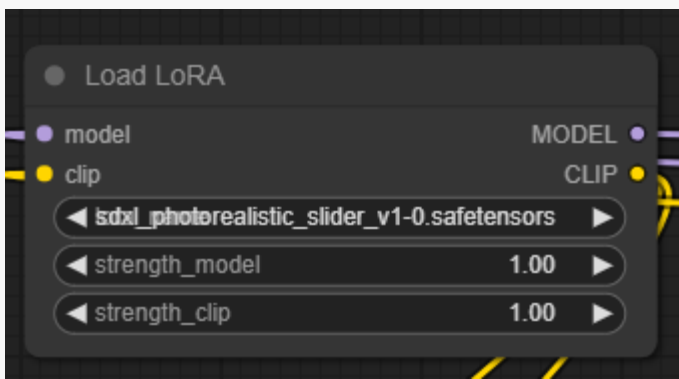 Load LoRA
model MODEL
clip CLIP
sdxl_photorealistic_slider_v1-0.safetensors
strength_model 1.00
strength_clip 1.00